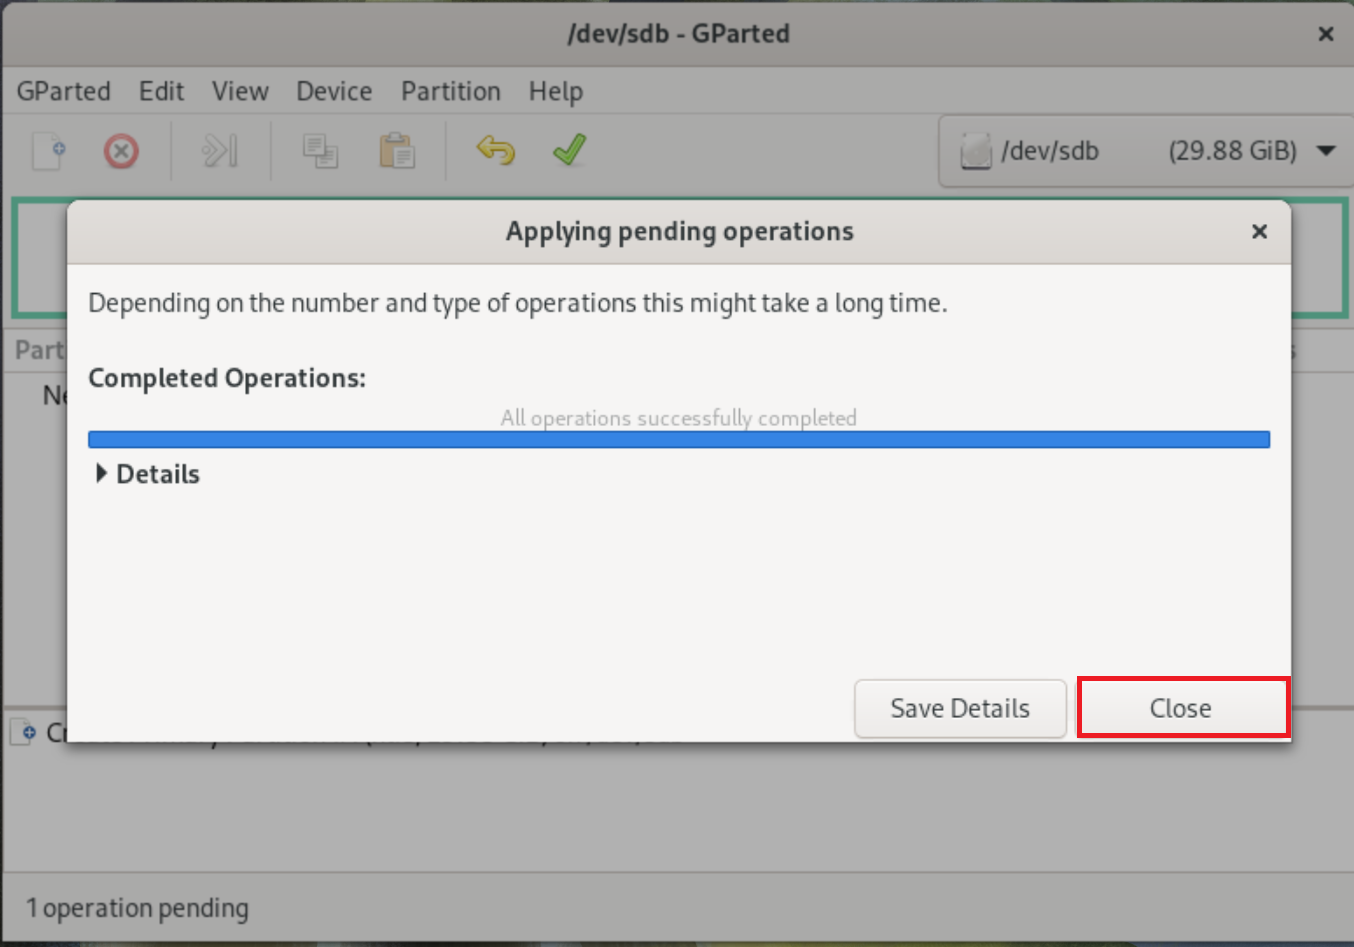 /dev/sdb - GParted
GParted Edit View Device Partition Help
/dev/sdb (29.88 GiB)
Applying pending operations
Depending on the number and type of operations this might take a long time.
Part
Completed Operations:
All operations successfully completed
Details
Save Details Close
1 operation pending